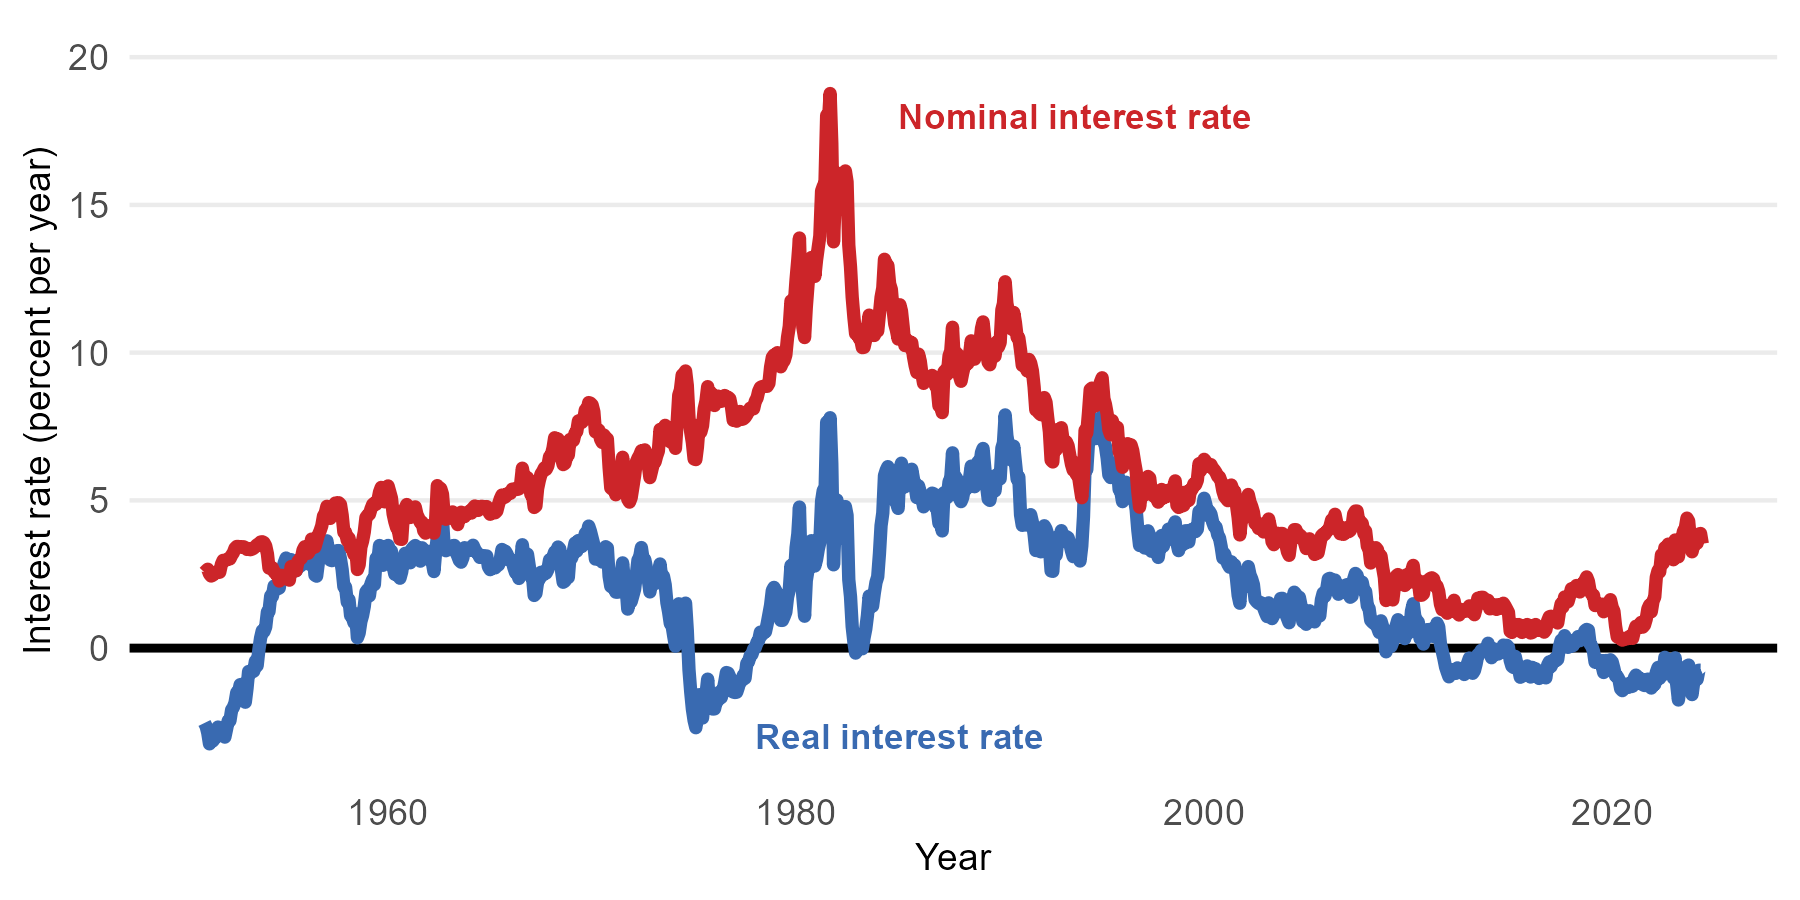 20
Nominal interest rate
15
10
5
0
Interest rate (percent per year)
Real interest rate
1960 1980 2000 2020
Year